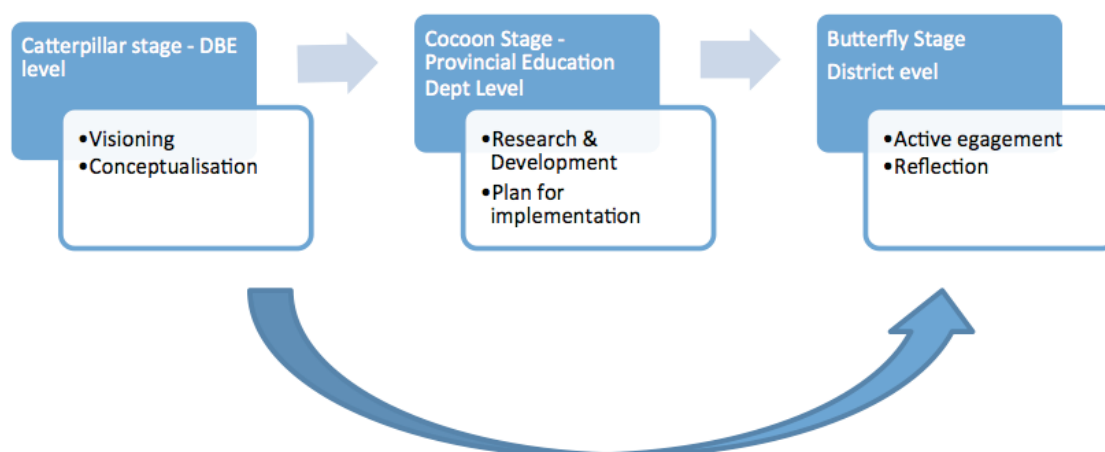 Catterpillar stage - DBE
level
•Visioning
•Conceptualisation
Cocoon Stage -
Provincial Education
Dept Level
•Research &
Development
•Plan for
implementation
Butterfly Stage
District evel
•Active egagement
•Reflection